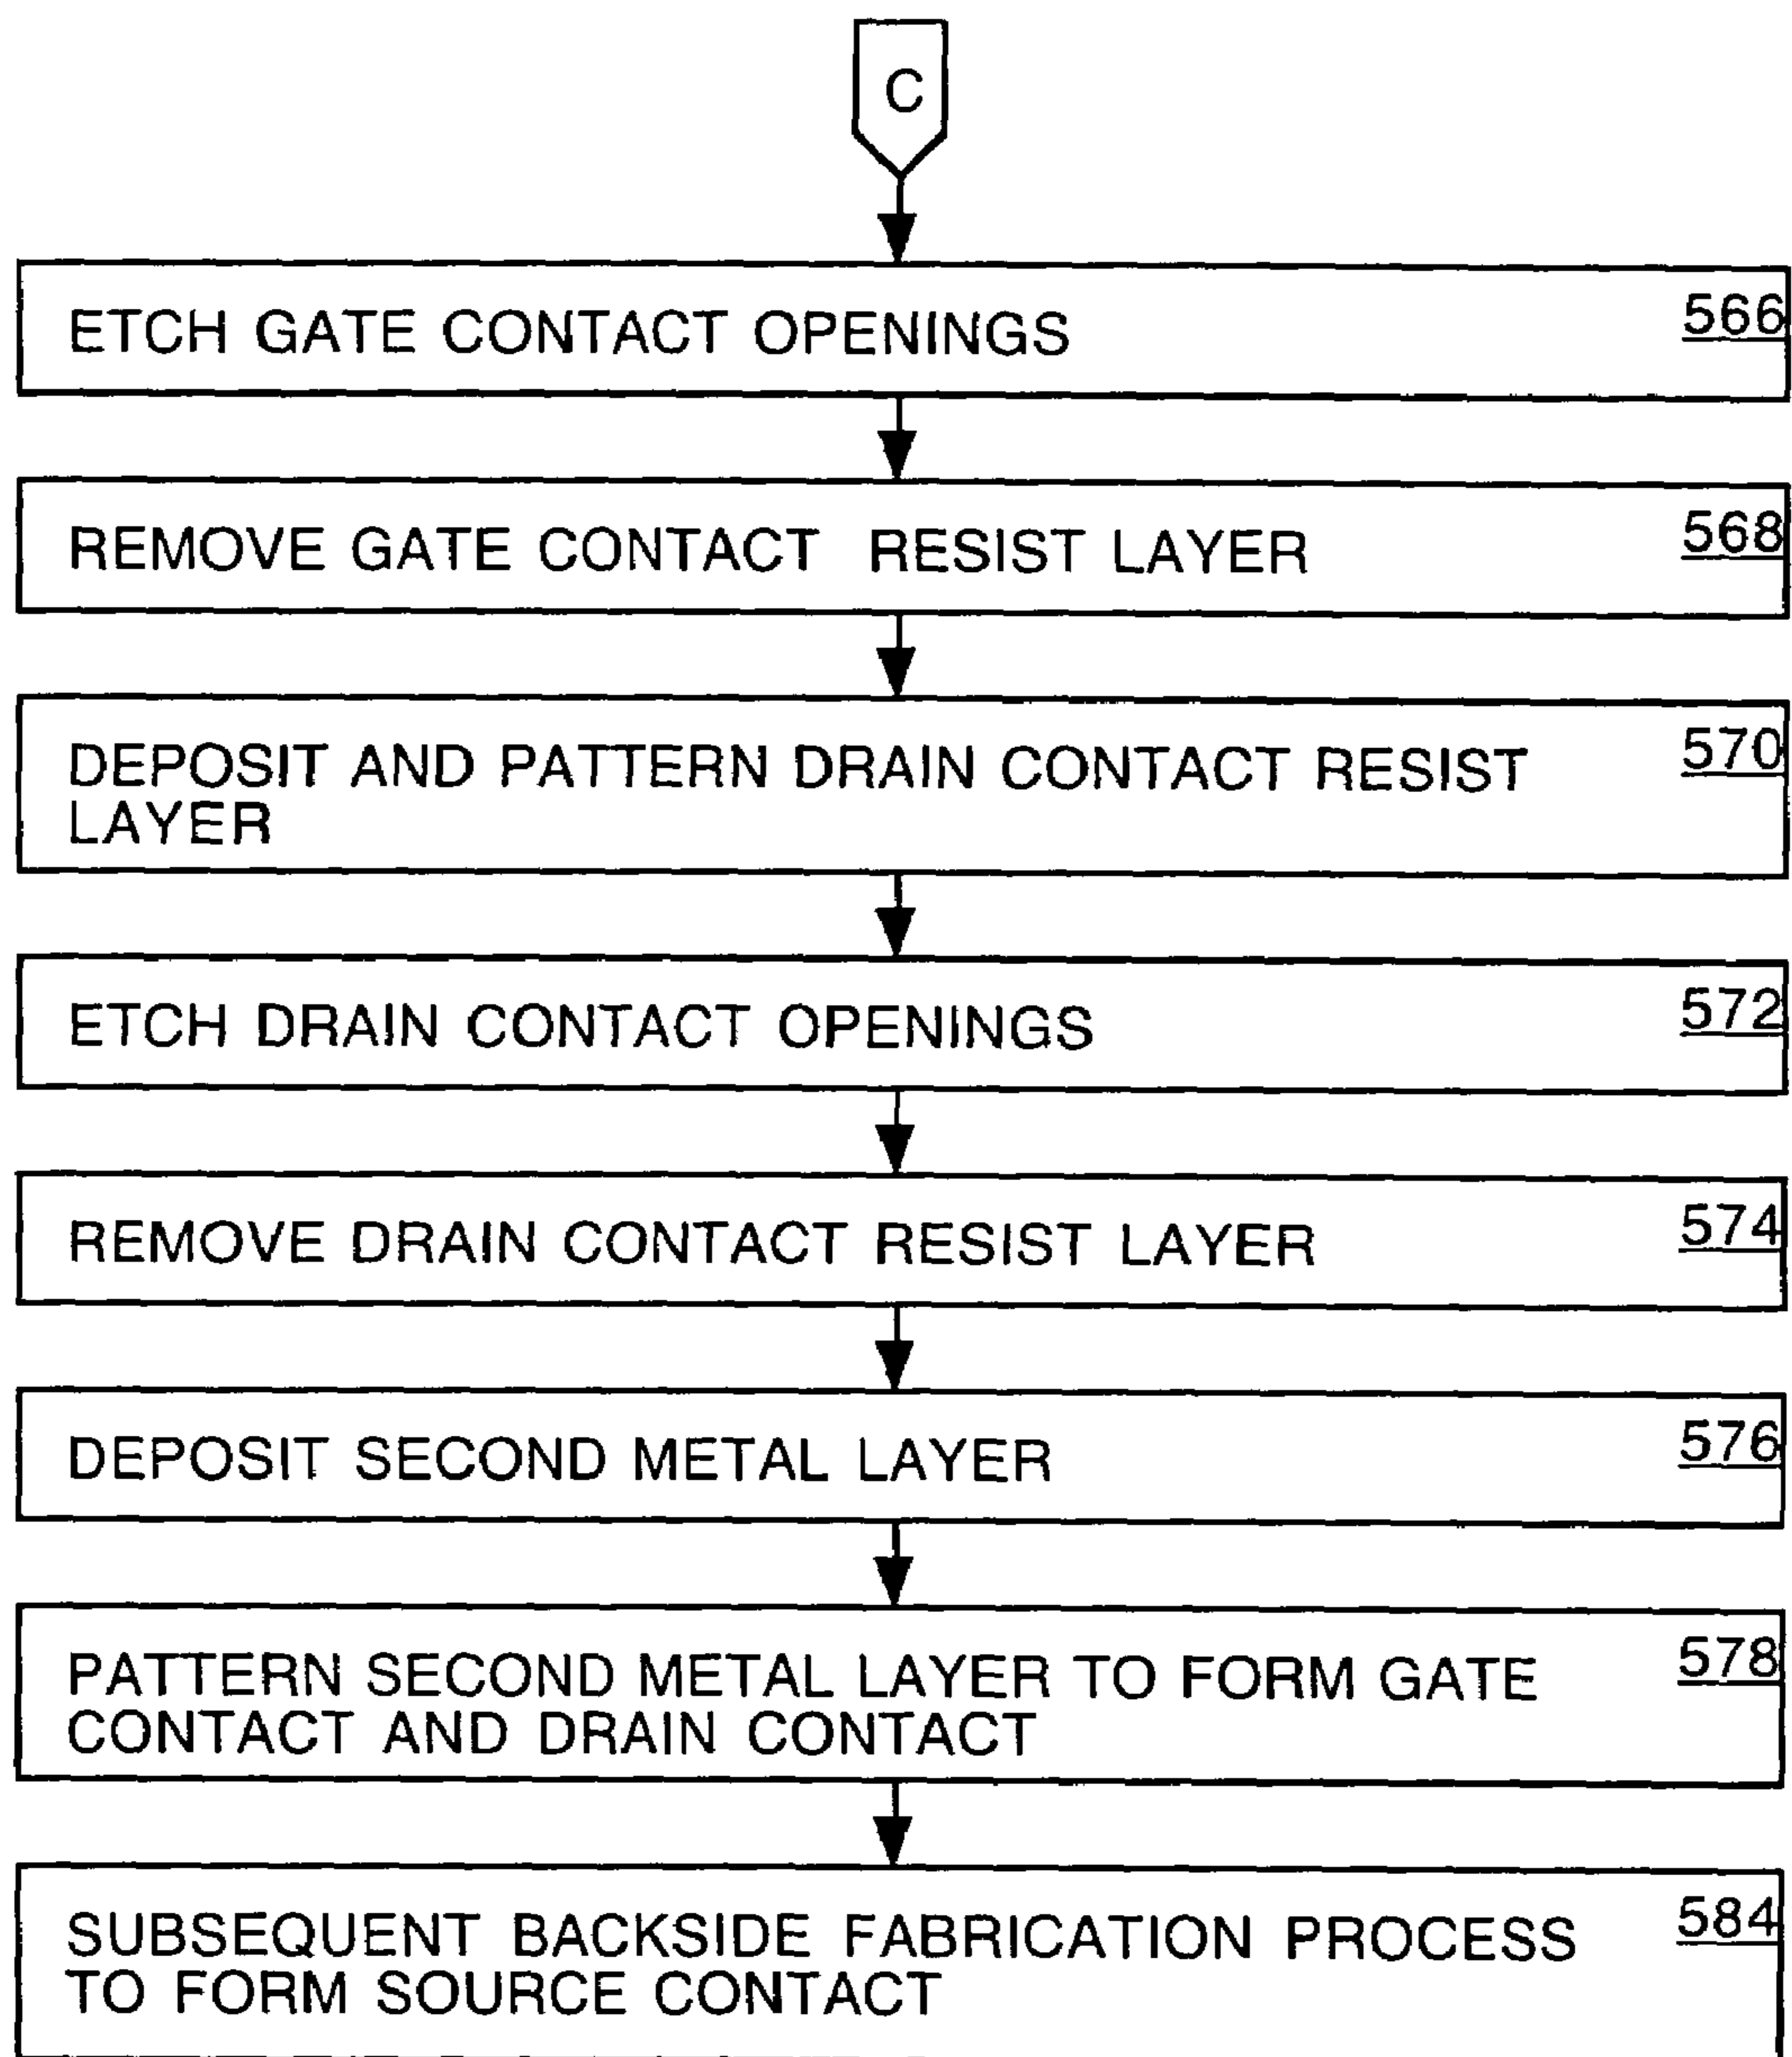 C
ETCH GATE CONTACT OPENINGS 566
REMOVE GATE CONTACT RESIST LAYER 568
DEPOSIT AND PATTERN DRAIN CONTACT RESIST 570
LAYER
ETCH DRAIN CONTACT OPENINGS 572
REMOVE DRAIN CONTACT RESIST LAYER 574
DEPOSIT SECOND METAL LAYER 576
PATTERN SECOND METAL LAYER TO FORM GATE 578
CONTACT AND DRAIN CONTACT
SUBSEQUENT BACKSIDE FABRICATION PROCESS 584
TO FORM SOURCE CONTACT